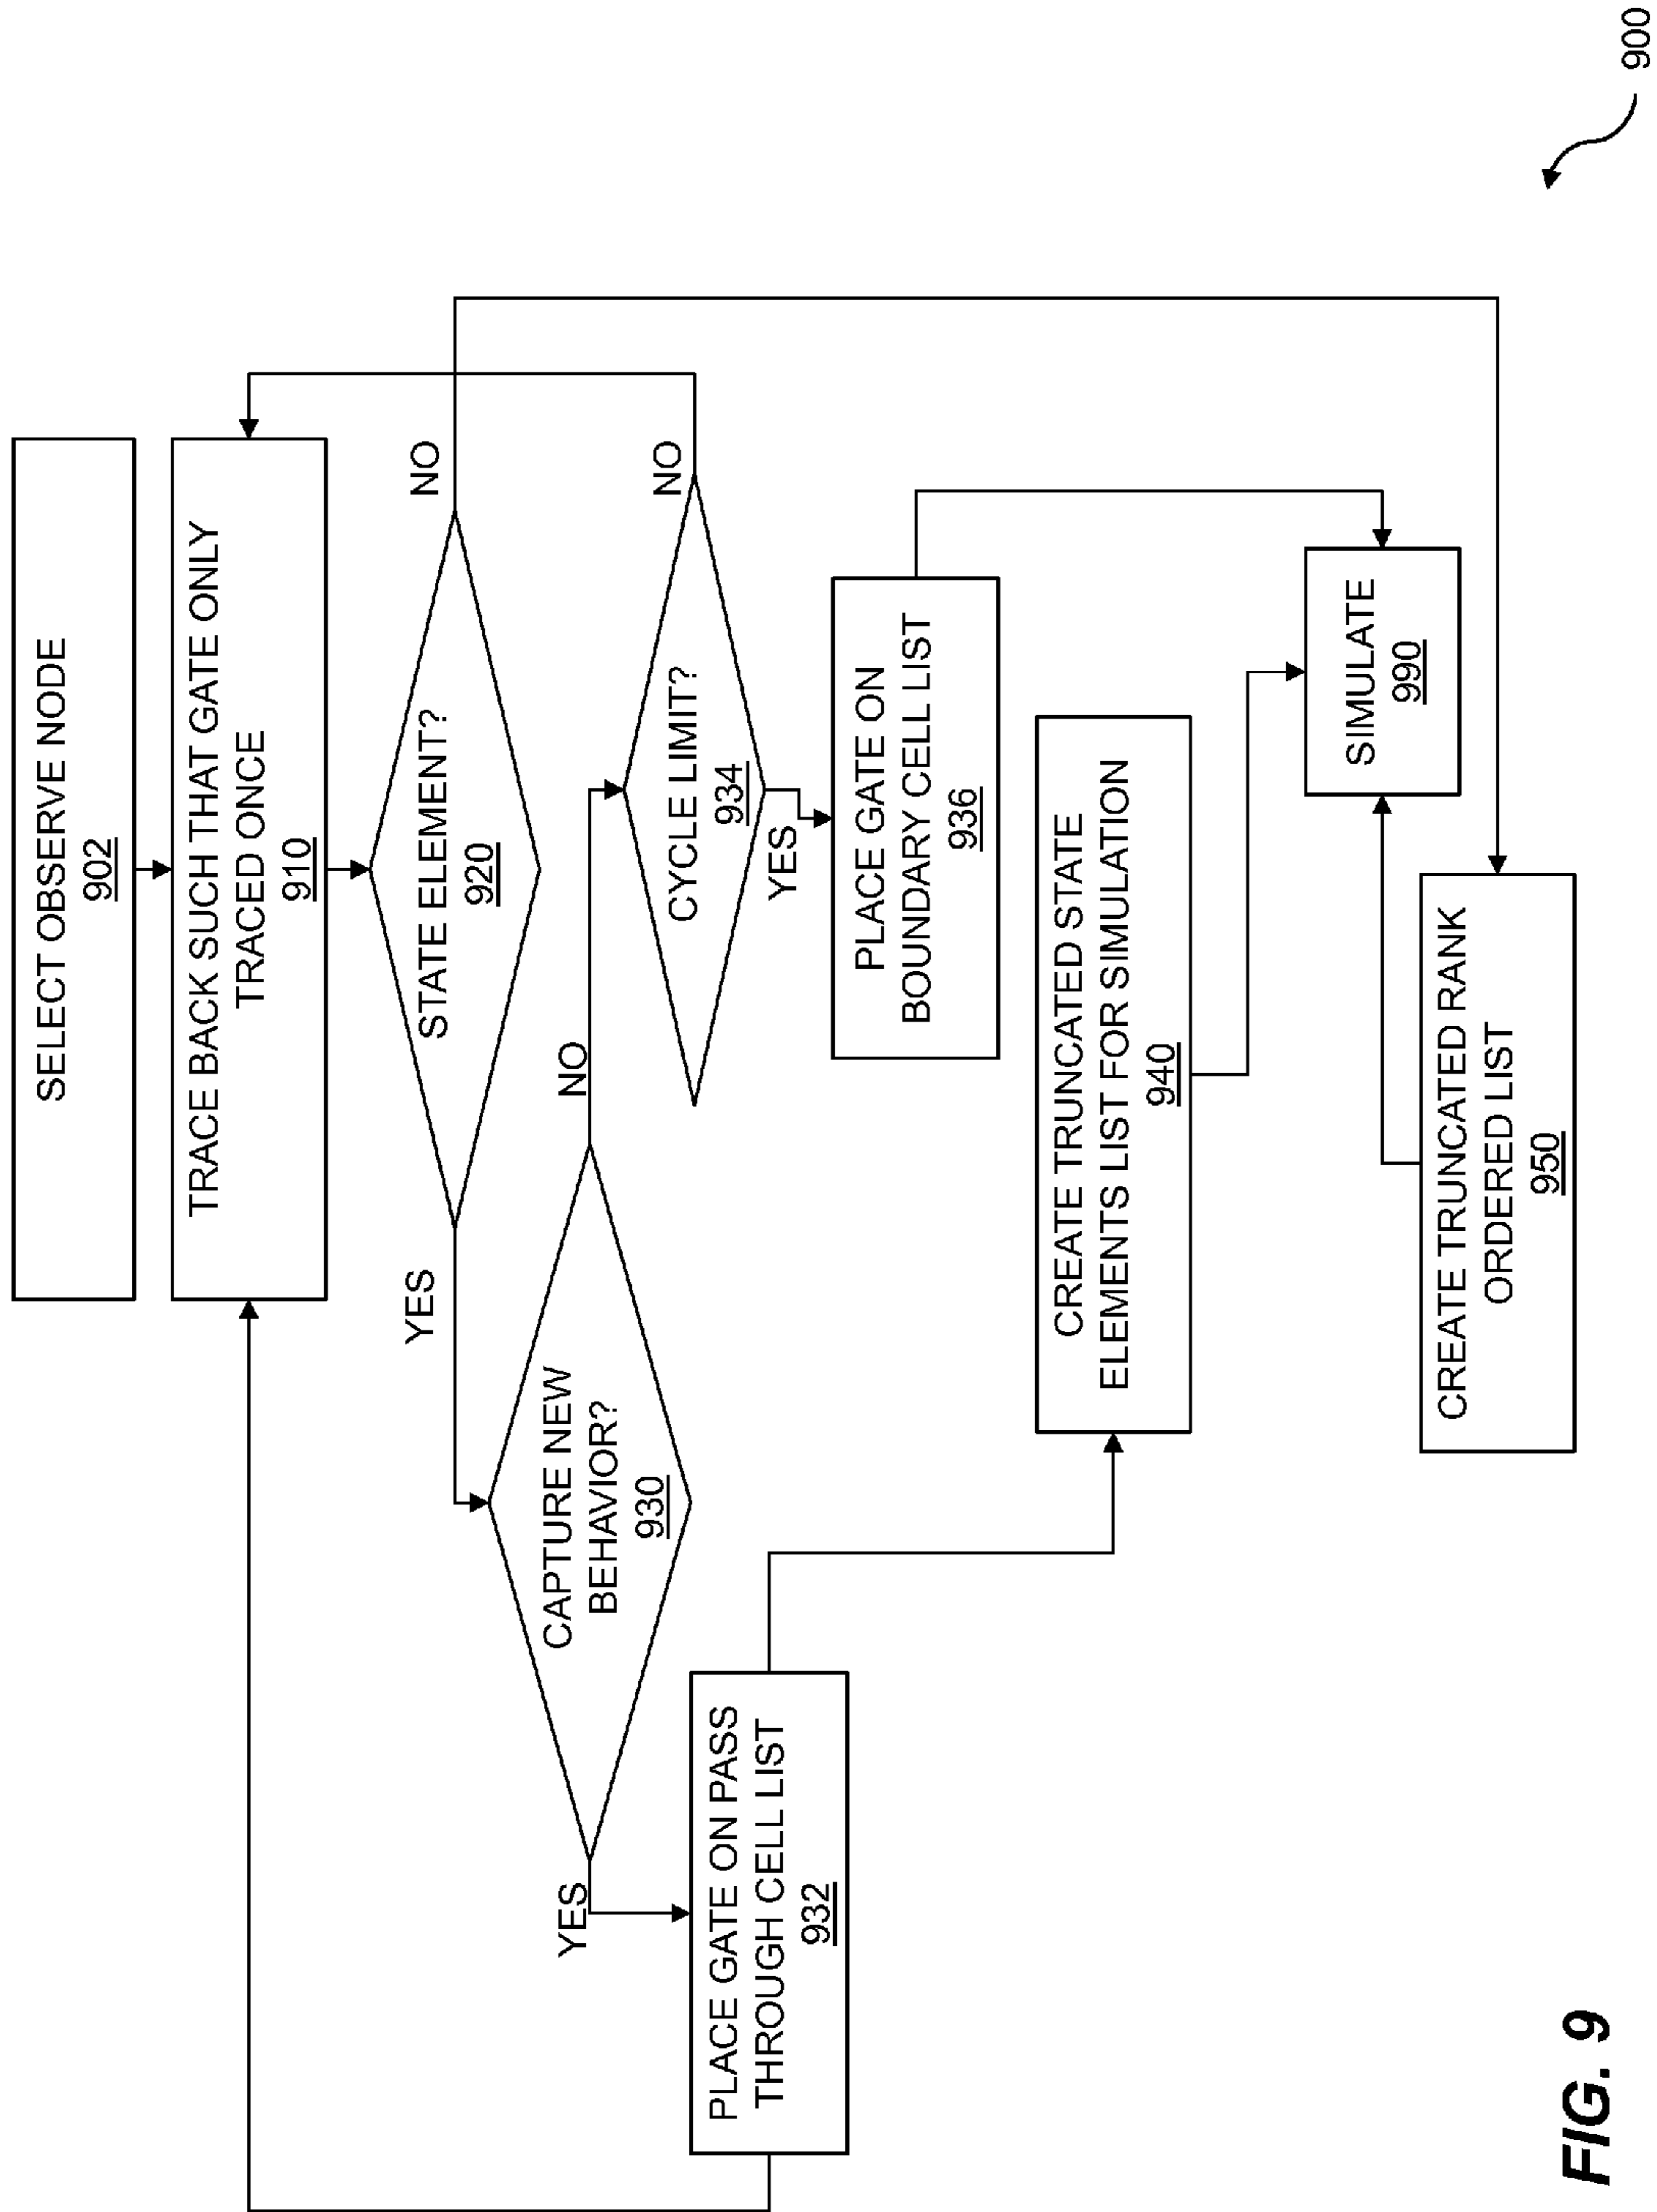 SELECT OBSERVE NODE
902
TRACE BACK SUCH THAT GATE ONLY
TRACED ONCE
910
STATE ELEMENT?
920
YES
NO
CAPTURE NEW
BEHAVIOR?
930
YES
NO
PLACE GATE ON PASS
THROUGH CELL LIST
932
CYCLE LIMIT?
934
NO
YES
PLACE GATE ON
BOUNDARY CELL LIST
936
CREATE TRUNCATED STATE
ELEMENTS LIST FOR SIMULATION
940
SIMULATE
990
CREATE TRUNCATED RANK
ORDERED LIST
950
900
FIG. 9